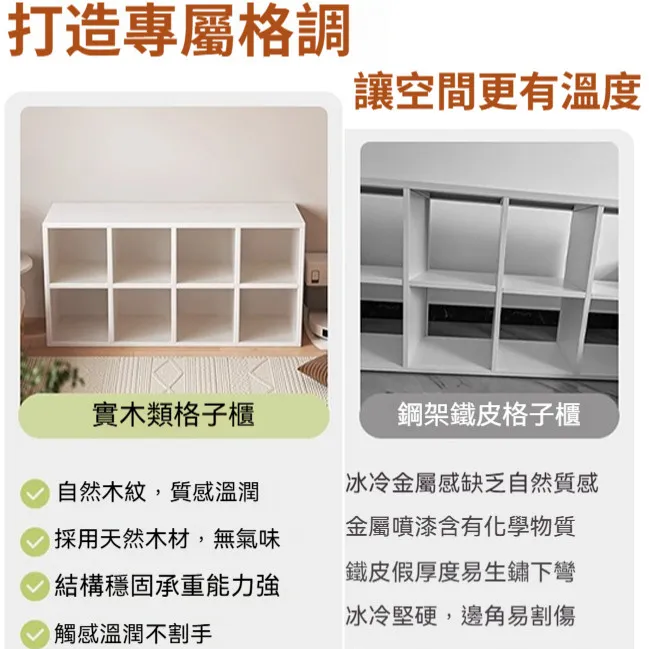 打造專屬格調
讓空間更有溫度
實木類格子櫃
自然木紋，質感溫潤
採用天然木材，無氣味
結構穩固承重能力強
觸感溫潤不割手
鋼架鐵皮格子櫃
冰冷金屬感缺乏自然質感
金屬噴漆含有化學物質
鐵皮假厚度易生鏽下彎
冰冷堅硬，邊角易割傷